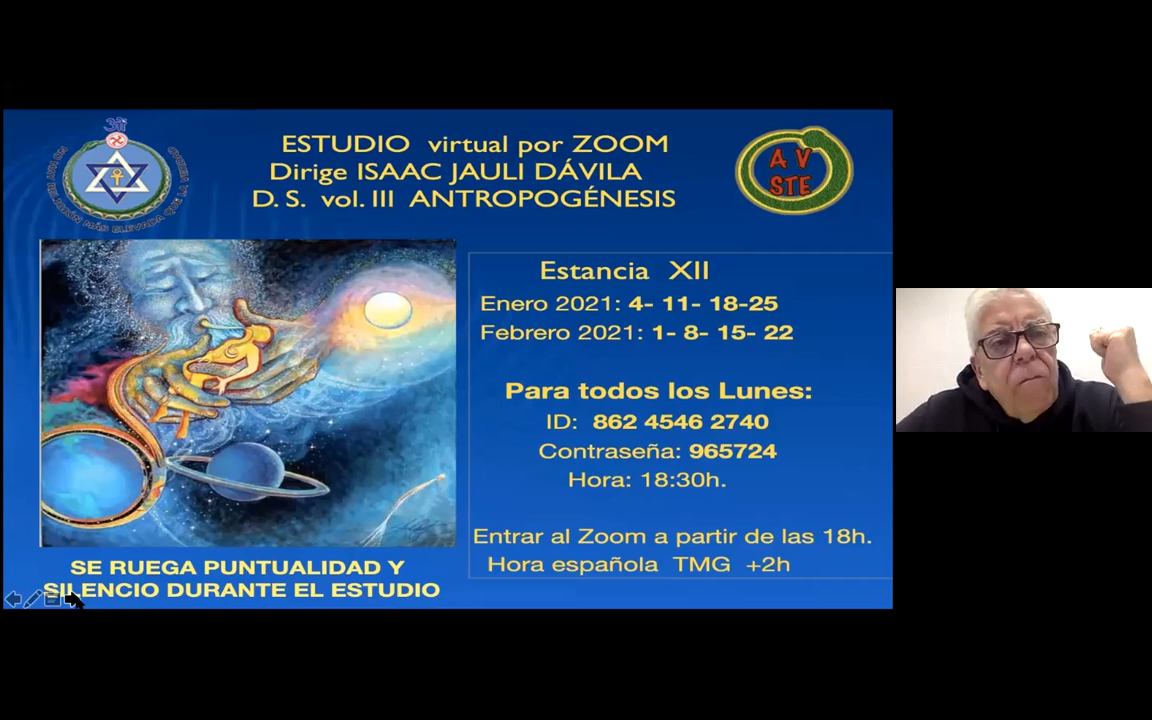 ESTUDIO virtual por ZOOM
Dirige ISAAC JAULI DÁVILA
D. S. vol. III ANTROPOGÉNESIS
A V
STE
Estancia XII
Enero 2021: 4- 11- 18-25
Febrero 2021: 1- 8- 15- 22
Para todos los Lunes:
ID: 862 4546 2740
Contraseña: 965724
Hora: 18:30h.
Entrar al Zoom a partir de las 18h.
Hora española TMG +2h
SE RUEGA PUNTUALIDAD Y
SILENCIO DURANTE EL ESTUDIO